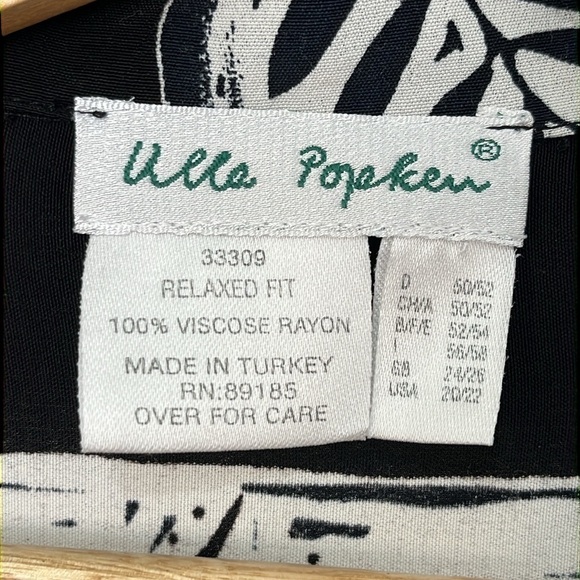 Ulla Popken®
33309
RELAXED FIT
100% VISCOSE RAYON
MADE IN TURKEY
RN:89185
OVER FOR CARE
D 50/52
CH/A 50/52
B/F/E 52/54
I 56/58
GB 24/26
USA 20/22